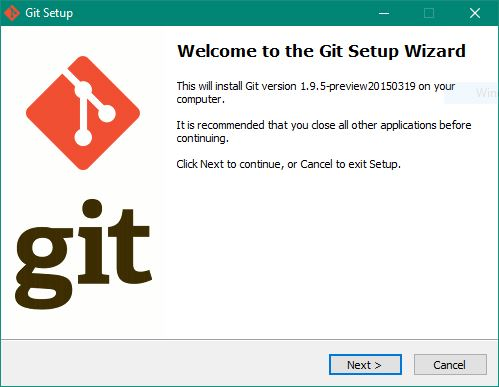 Git Setup
Welcome to the Git Setup Wizard
This will install Git version 1.9.5-preview20150319 on your
computer.
It is recommended that you close all other applications before
continuing.
Click Next to continue, or Cancel to exit Setup.
git
Next >
Cancel